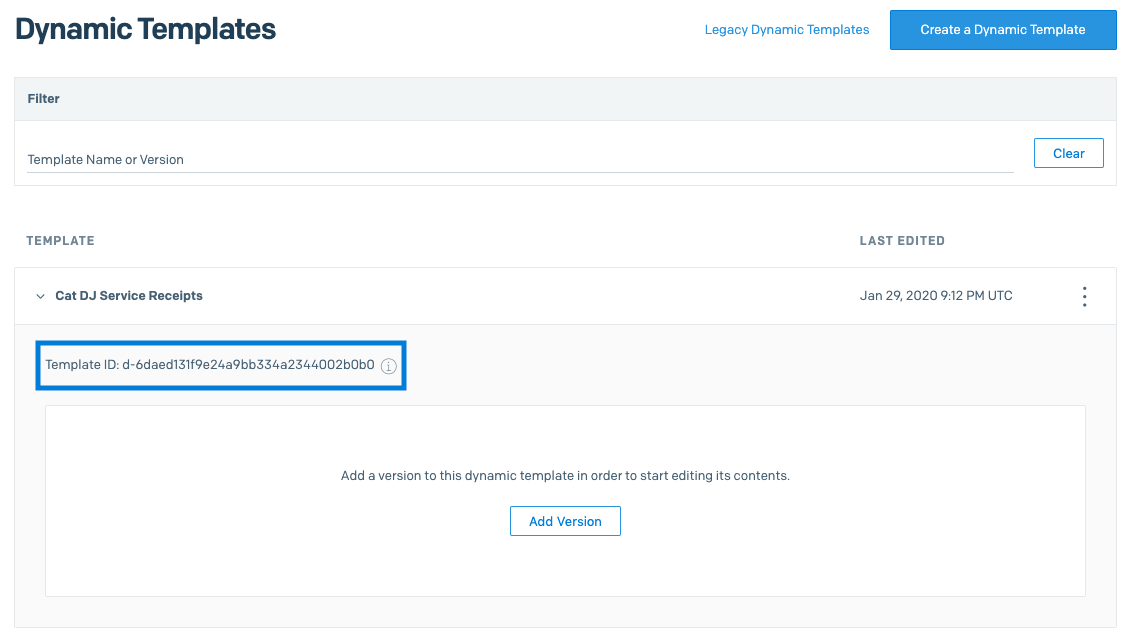 Dynamic Templates
Legacy Dynamic Templates
Create a Dynamic Template
Filter
Template Name or Version
Clear
TEMPLATE
LAST EDITED
Cat DJ Service Receipts
Jan 29, 2020 9:12 PM UTC
Template ID: d-6daed131f9e24a9bb334a2344002b0b0
Add a version to this dynamic template in order to start editing its contents.
Add Version